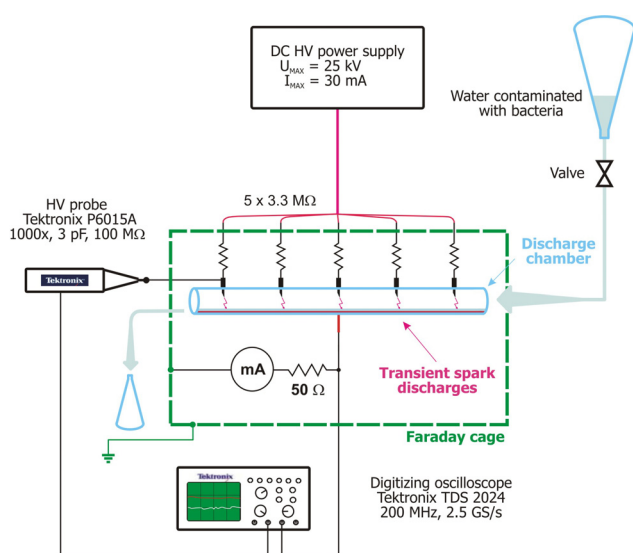 DC HV power supply
UMAX = 25 kV
IMAX = 30 mA
Water contaminated
with bacteria
Valve
HV probe
Tektronix P6015A
1000x, 3 pF, 100 MΩ
5 x 3.3 MΩ
Discharge
chamber
Tektronix
Transient spark
discharges
mA
50 Ω
Faraday cage
Tektronix
Digitizing oscilloscope
Tektronix TDS 2024
200 MHz, 2.5 GS/s